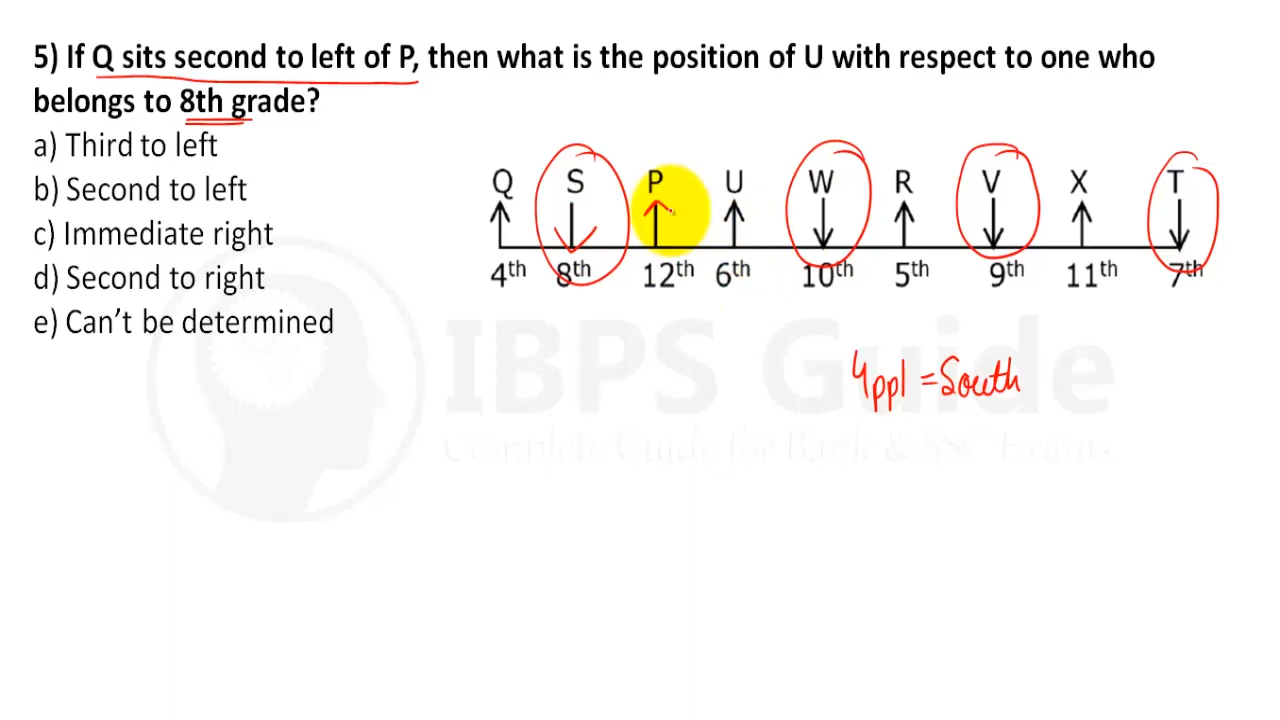 5) If Q sits second to left of P, then what is the position of U with respect to one who
belongs to 8th grade?
a) Third to left
b) Second to left
c) Immediate right
d) Second to right
e) Can't be determined
Q S P U W R V X T
4th 8th 12th 6th 10th 5th 9th 11th 7th
4ppl = South
IBPS Guide
Complete Guide for Bank & SSC Exams